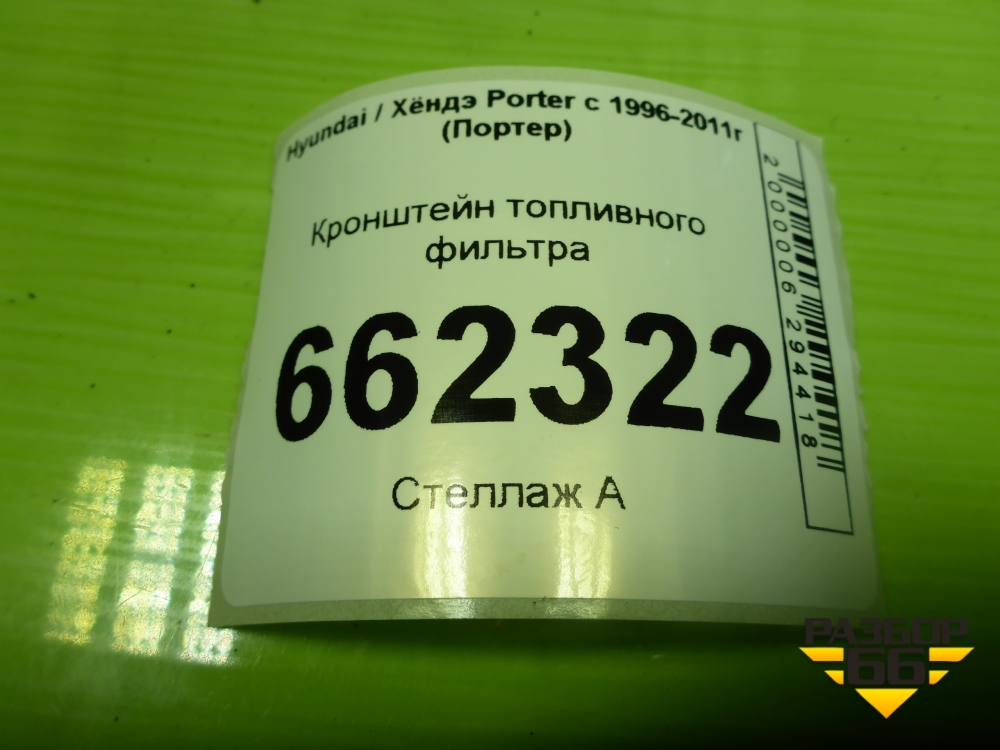 Hyundai / Хёндэ Porter с 1996-2011г
(Портер)
Кронштейн топливного
фильтра
662322
Стеллаж А
2000006294418
РАЗБОР
66